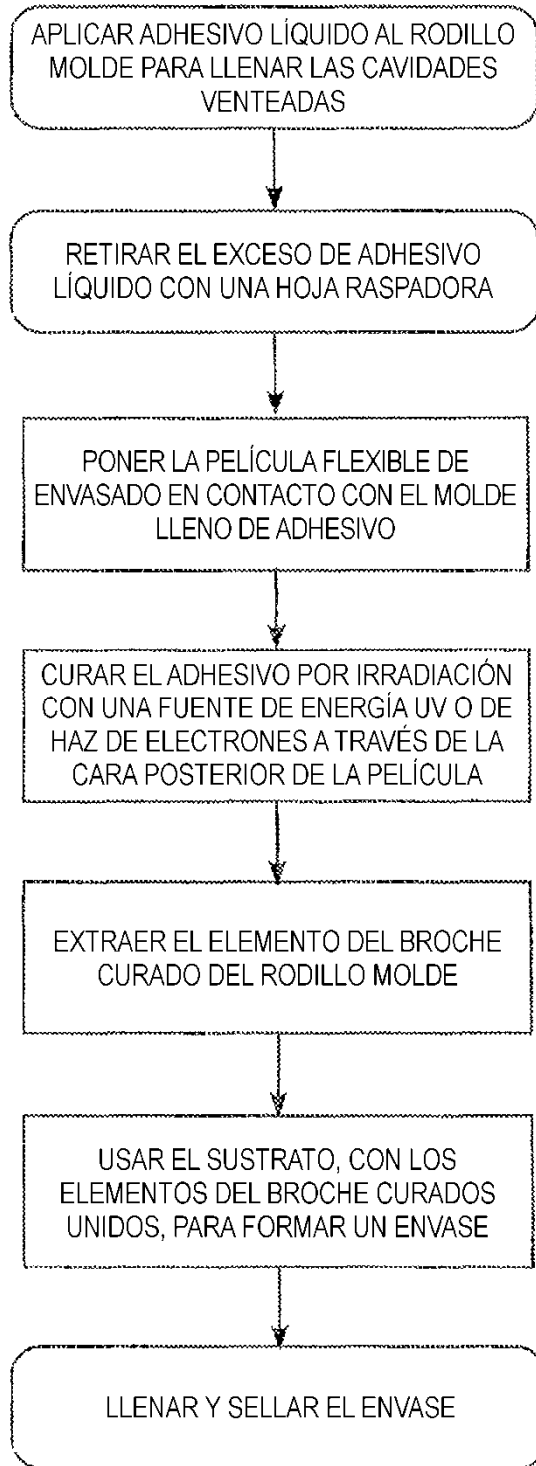 APLICAR ADHESIVO LÍQUIDO AL RODILLO
MOLDE PARA LLENAR LAS CAVIDADES
VENTEADAS
RETIRAR EL EXCESO DE ADHESIVO
LÍQUIDO CON UNA HOJA RASPADORA
PONER LA PELÍCULA FLEXIBLE DE
ENVASADO EN CONTACTO CON EL MOLDE
LLENO DE ADHESIVO
CURAR EL ADHESIVO POR IRRADIACIÓN
CON UNA FUENTE DE ENERGÍA UV O DE
HAZ DE ELECTRONES A TRAVÉS DE LA
CARA POSTERIOR DE LA PELÍCULA
EXTRAER EL ELEMENTO DEL BROCHE
CURADO DEL RODILLO MOLDE
USAR EL SUSTRATO, CON LOS
ELEMENTOS DEL BROCHE CURADOS
UNIDOS, PARA FORMAR UN ENVASE
LLENAR Y SELLAR EL ENVASE